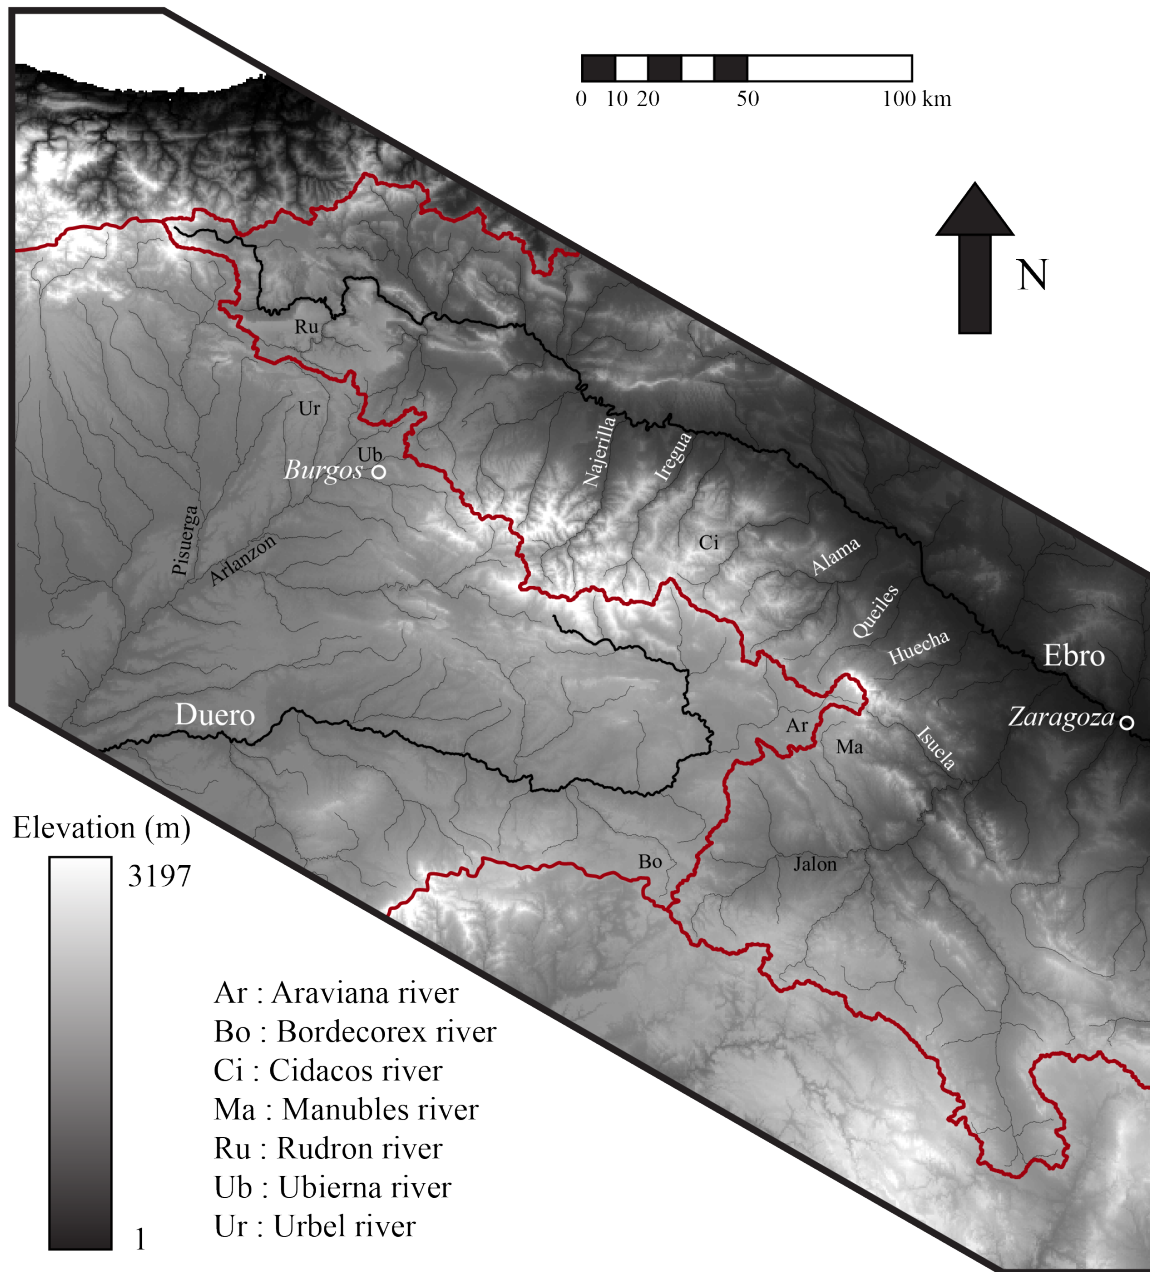 0 10 20 50 100 km
N
Ru
Ur
Ub
Burgos
Najerilla
Iregua
Pisuerga
Arlanzon
Ci
Alama
Queiles
Huecha
Ebro
Zaragoza
Duero
Ar
Ma
Isuela
Bo
Jalon
Elevation (m)
3197
1
Ar : Araviana river
Bo : Bordecorex river
Ci : Cidacos river
Ma : Manubles river
Ru : Rudron river
Ub : Ubierna river
Ur : Urbel river